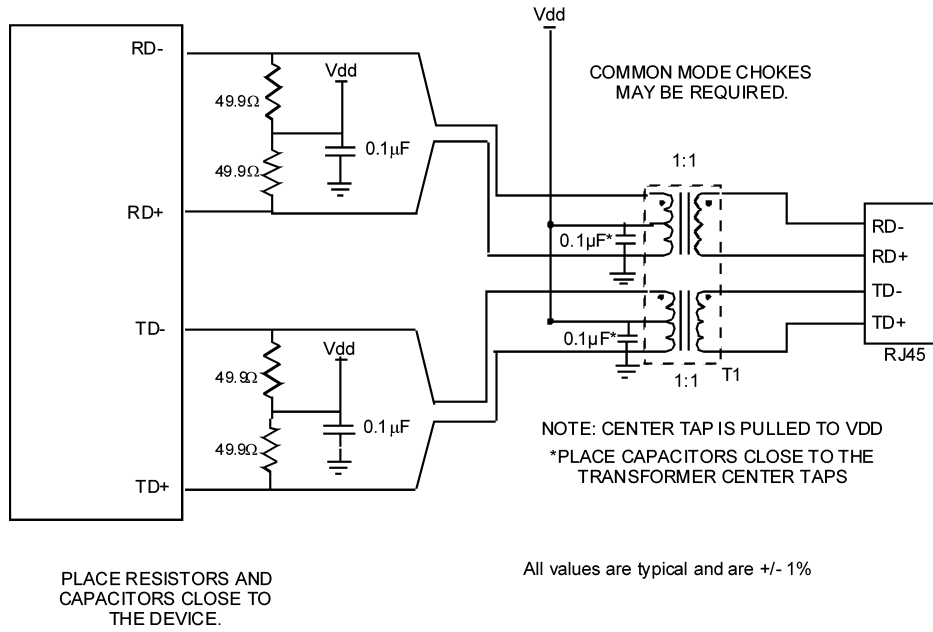 Vdd
RD-
COMMON MODE CHOKES
MAY BE REQUIRED.
Vdd
49.9Ω
0.1μF
1:1
49.9Ω
RD+
0.1μF*
RD-
RD+
TD-
TD+
RJ45
TD-
0.1μF*
Vdd
49.9Ω
1:1
T1
0.1μF
NOTE: CENTER TAP IS PULLED TO VDD
*PLACE CAPACITORS CLOSE TO THE
TRANSFORMER CENTER TAPS
49.9Ω
TD+
PLACE RESISTORS AND
CAPACITORS CLOSE TO
THE DEVICE.
All values are typical and are +/- 1%